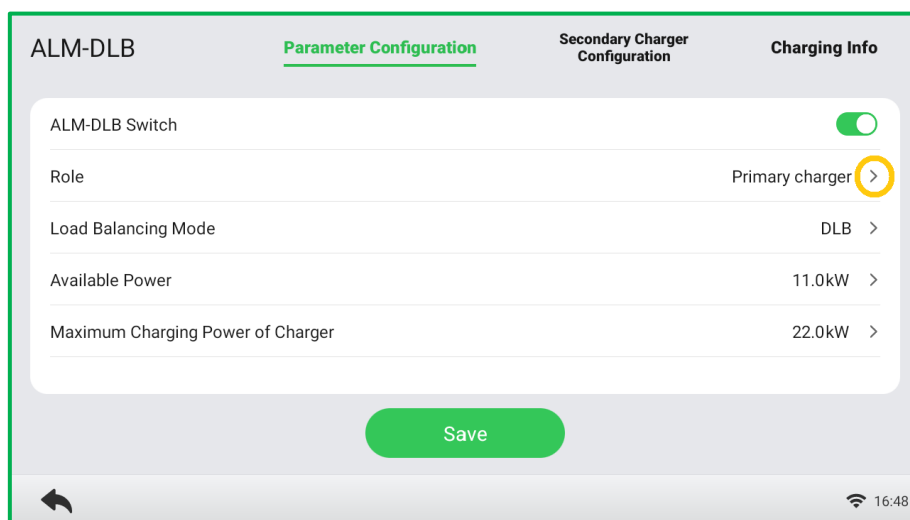 ALM-DLB
Parameter Configuration
Secondary Charger
Configuration
Charging Info
ALM-DLB Switch
Role
Primary charger
Load Balancing Mode
DLB
Available Power
11.0kW
Maximum Charging Power of Charger
22.0kW
Save
16:48